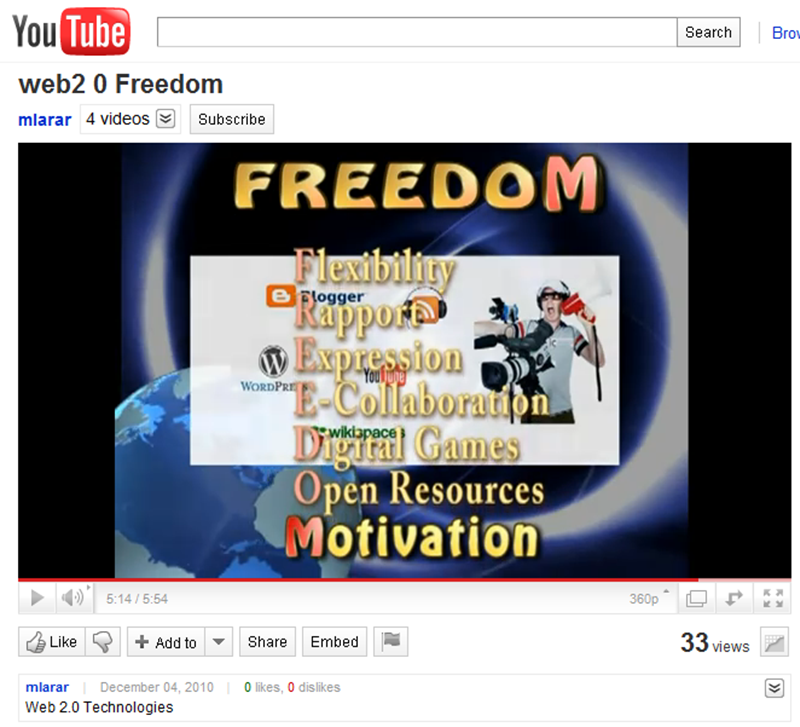 YouTube
Search
Brow
web2 0 Freedom
mlarar
4 videos
Subscribe
FREEDOM
Flexibility
Blogger
Rapport
Expression
WORDPRES
YouTube
E-Collaboration
wikispaces
Digital Games
Open Resources
Motivation
5:14 / 5:54
360p
Like
Add to
Share
Embed
33 views
mlarar
December 04, 2010
0 likes, 0 dislikes
Web 2.0 Technologies